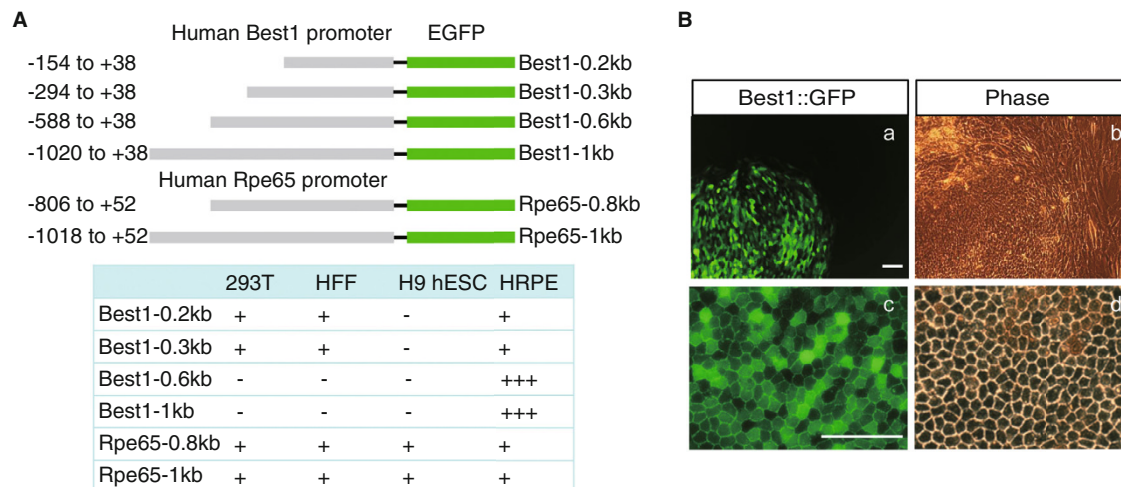 A
Human Best1 promoter EGFP
-154 to +38 Best1-0.2kb
-294 to +38 Best1-0.3kb
-588 to +38 Best1-0.6kb
-1020 to +38 Best1-1kb
Human Rpe65 promoter
-806 to +52 Rpe65-0.8kb
-1018 to +52 Rpe65-1kb
293T HFF H9 hESC HRPE
Best1-0.2kb + + - +
Best1-0.3kb + + - +
Best1-0.6kb - - - +++
Best1-1kb - - - +++
Rpe65-0.8kb + + + +
Rpe65-1kb + + + +
B
Best1::GFP Phase
a b
c d